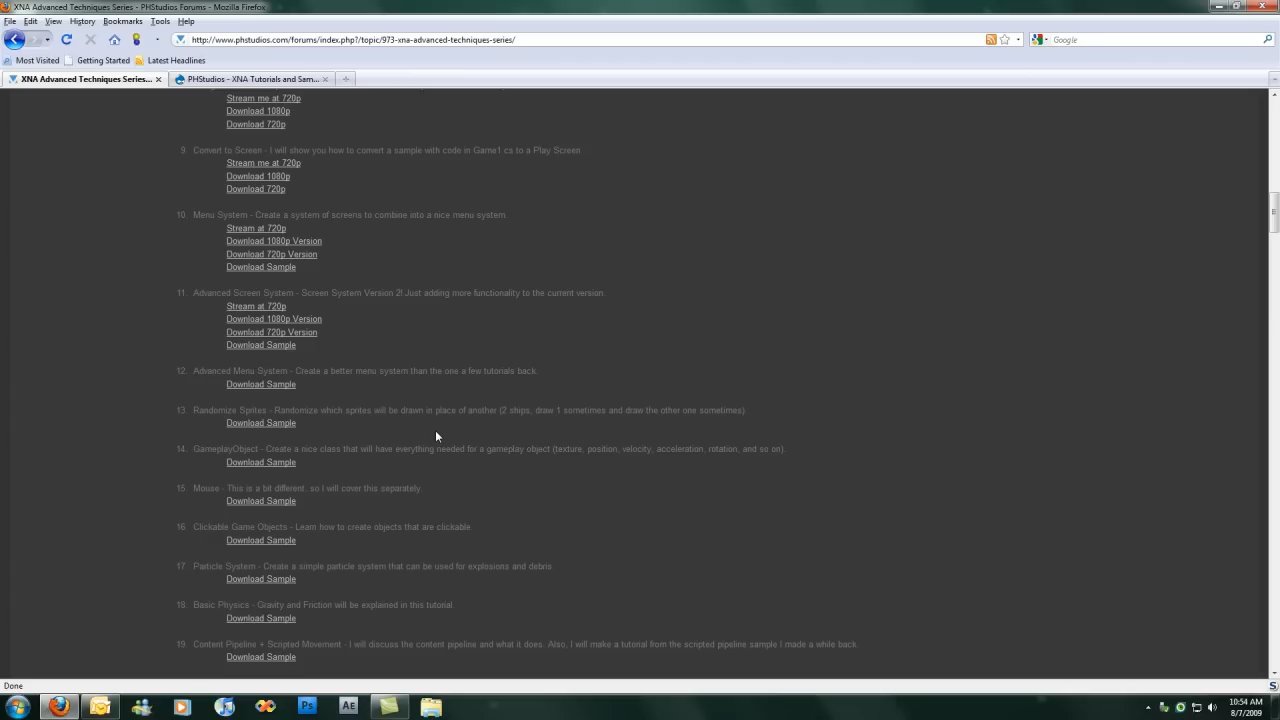 XNA Advanced Techniques Series - PHStudios Forums - Mozilla Firefox
File Edit View History Bookmarks Tools Help
http://www.phstudios.com/forums/index.php?/topic/973-xna-advanced-techniques-series/
Google
Most Visited Getting Started Latest Headlines
XNA Advanced Techniques Series... PHStudios - XNA Tutorials and Sam...
Stream me at 720p
Download 1080p
Download 720p
9. Convert to Screen - I will show you how to convert a sample with code in Game1.cs to a Play Screen
Stream me at 720p
Download 1080p
Download 720p
10. Menu System - Create a system of screens to combine into a nice menu system.
Stream at 720p
Download 1080p Version
Download 720p Version
Download Sample
11. Advanced Screen System - Screen System Version 2! Just adding more functionality to the current version.
Stream at 720p
Download 1080p Version
Download 720p Version
Download Sample
12. Advanced Menu System - Create a better menu system than the one a few tutorials back.
Download Sample
13. Randomize Sprites - Randomize which sprites will be drawn in place of another (2 ships, draw 1 sometimes and draw the other one sometimes).
Download Sample
14. GameplayObject - Create a nice class that will have everything needed for a gameplay object (texture, position, velocity, acceleration, rotation, and so on).
Download Sample
15. Mouse - This is a bit different, so I will cover this separately.
Download Sample
16. Clickable Game Objects - Learn how to create objects that are clickable.
Download Sample
17. Particle System - Create a simple particle system that can be used for explosions and debris
Download Sample
18. Basic Physics - Gravity and Friction will be explained in this tutorial.
Download Sample
19. Content Pipeline + Scripted Movement - I will discuss the content pipeline and what it does. Also, I will make a tutorial from the scripted pipeline sample I made a while back.
Download Sample
Done
Ps
AE
10:54 AM
8/7/2009